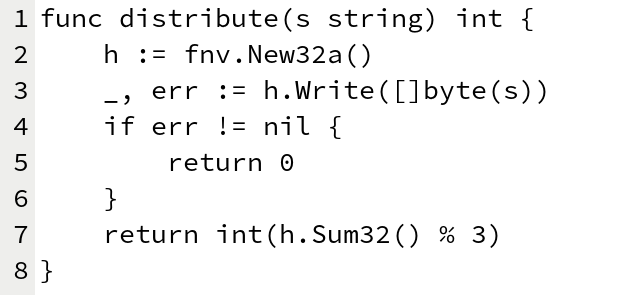 1 func distribute(s string) int {
2     h := fnv.New32a()
3     _, err := h.Write([]byte(s))
4     if err != nil {
5         return 0
6     }
7     return int(h.Sum32() % 3)
8 }